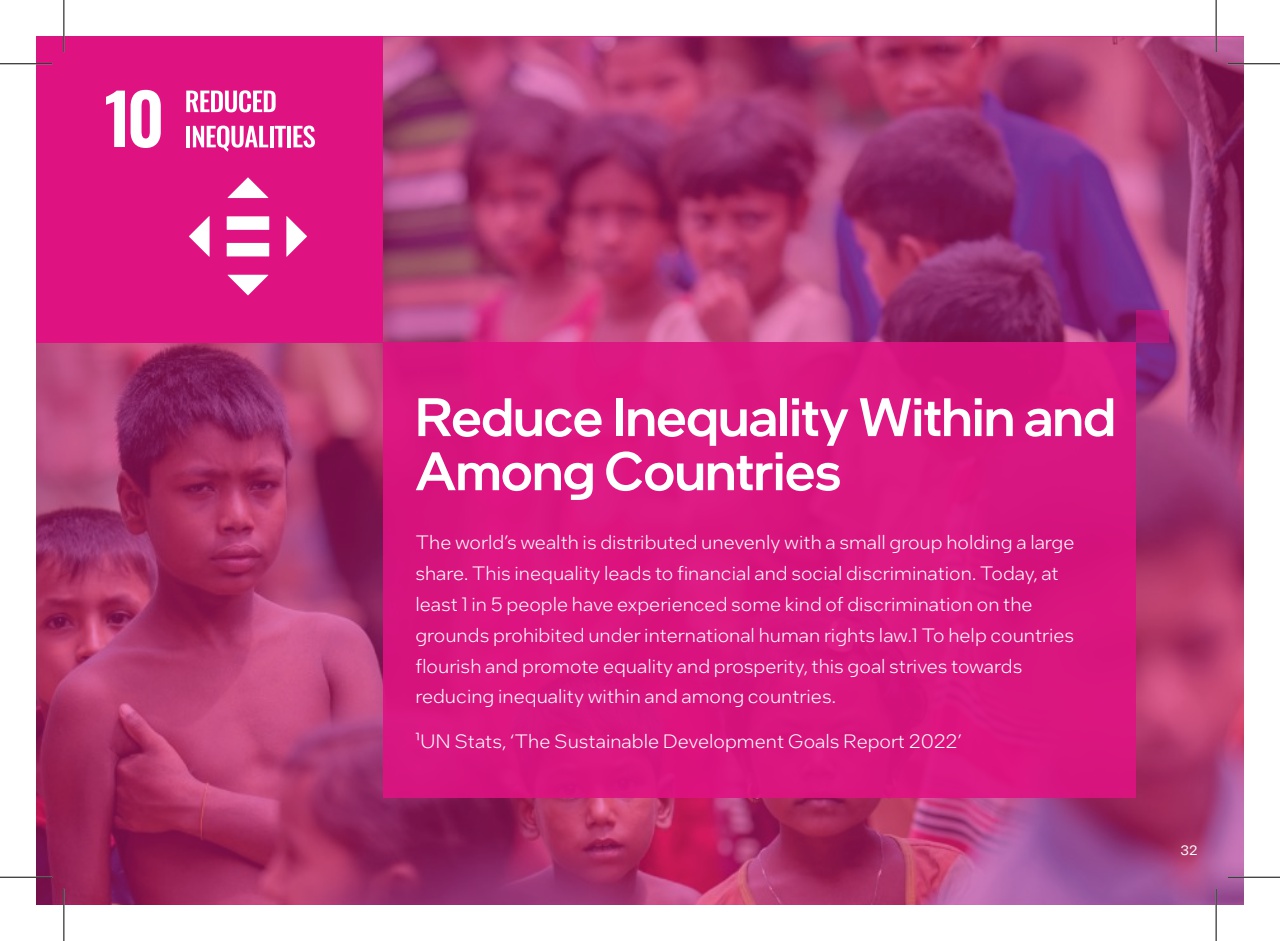 10 REDUCED
INEQUALITIES
Reduce Inequality Within and
Among Countries
The world’s wealth is distributed unevenly with a small group holding a large
share. This inequality leads to financial and social discrimination. Today, at
least 1 in 5 people have experienced some kind of discrimination on the
grounds prohibited under international human rights law.1 To help countries
flourish and promote equality and prosperity, this goal strives towards
reducing inequality within and among countries.
¹UN Stats, ‘The Sustainable Development Goals Report 2022’
32